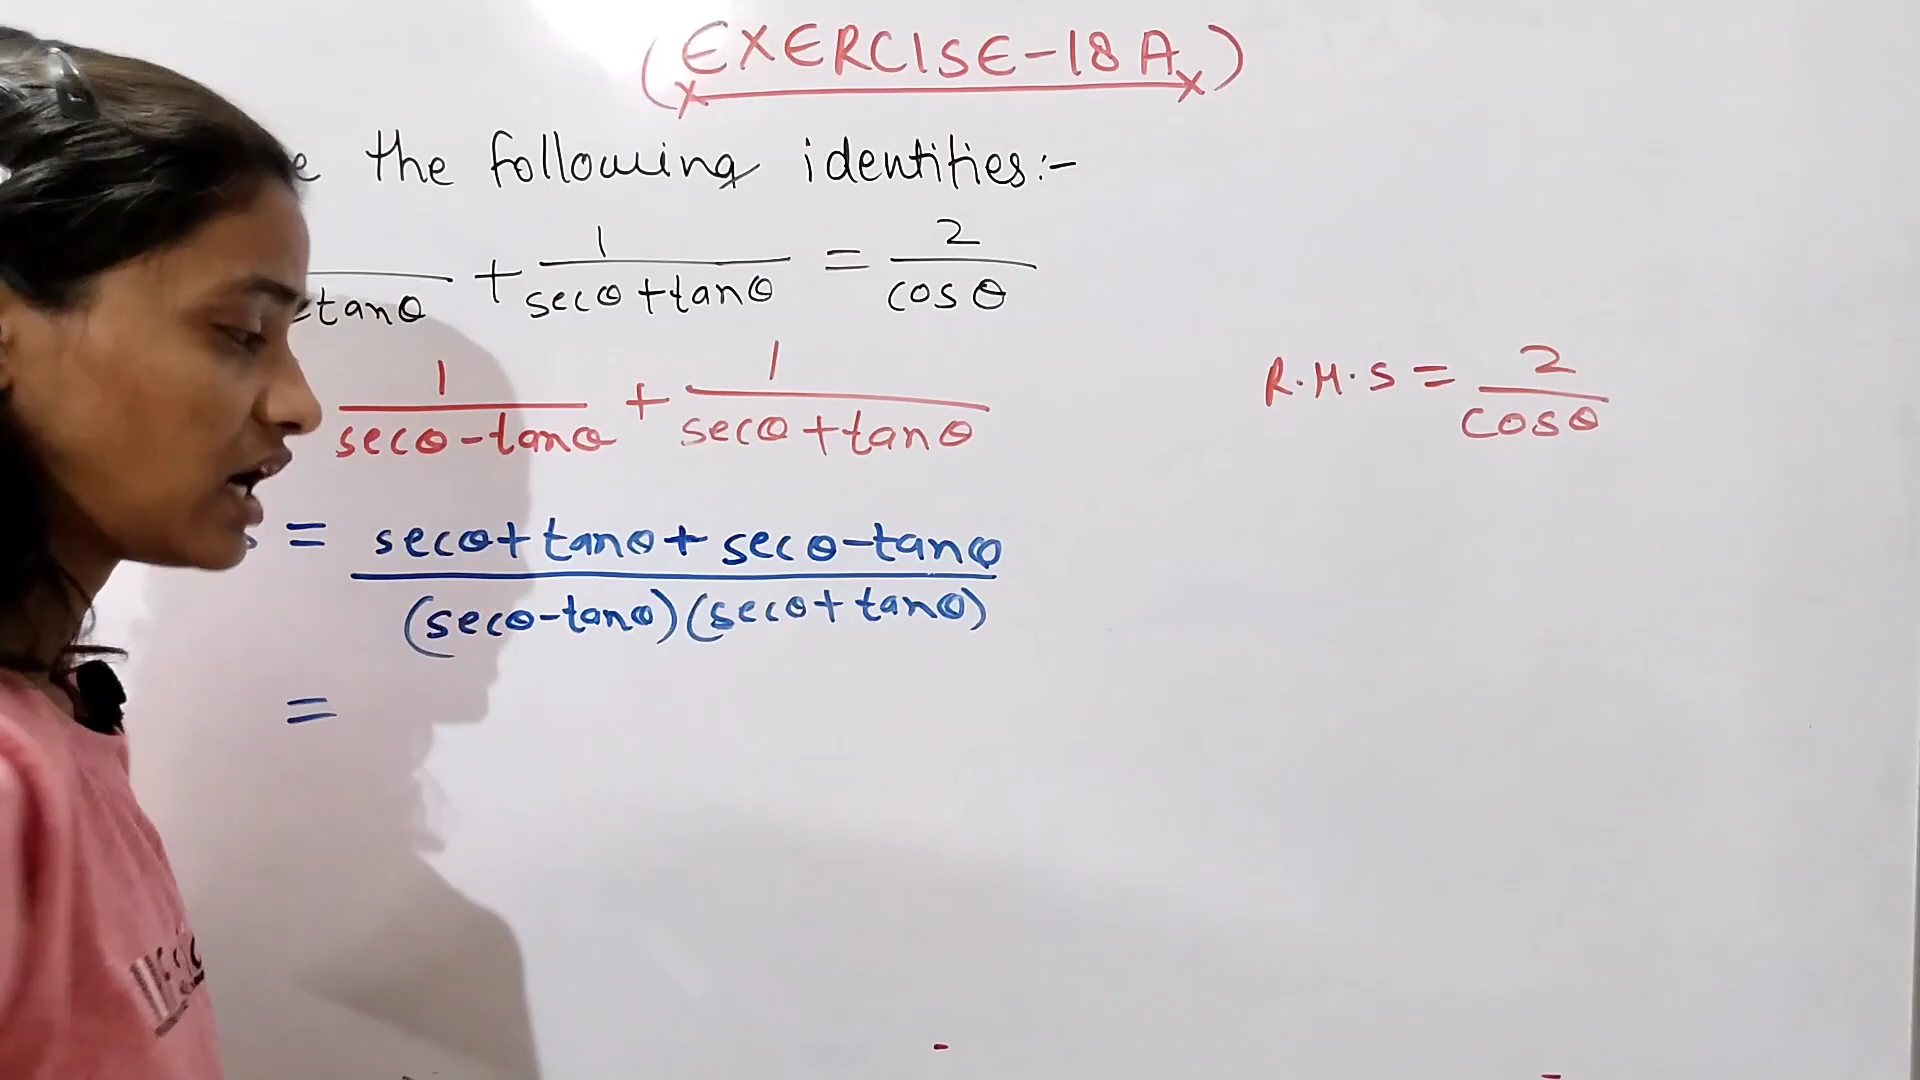 (EXERCISE-18A)
e the following identities:-
tanθ + 1/(secθ+tanθ) = 2/cosθ
1/(secθ-tanθ) + 1/(secθ+tanθ)
R.H.S = 2/cosθ
s = (secθ+tanθ+secθ-tanθ)/((secθ-tanθ)(secθ+tanθ))
=